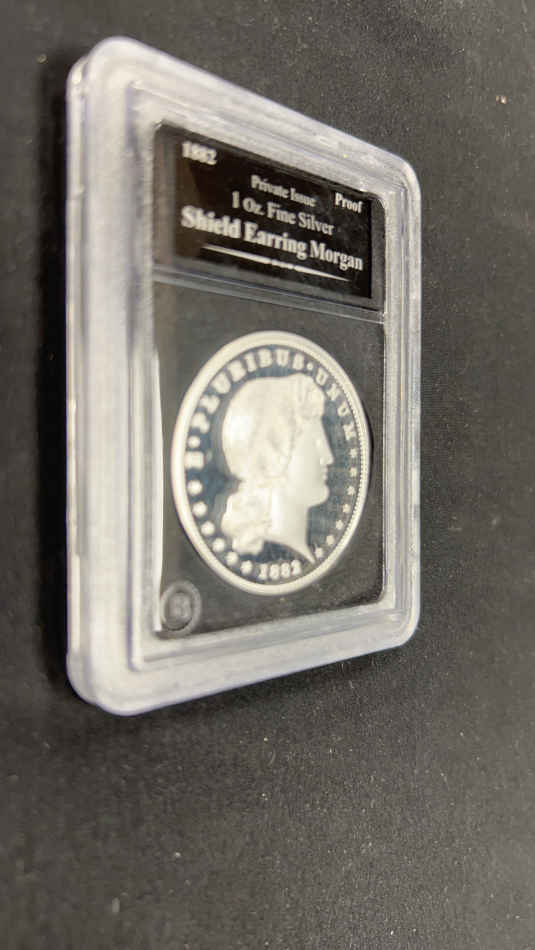 1882
Private Issue Proof
1 Oz. Fine Silver
Shield Earring Morgan
E·PLURIBUS·UNUM
1882